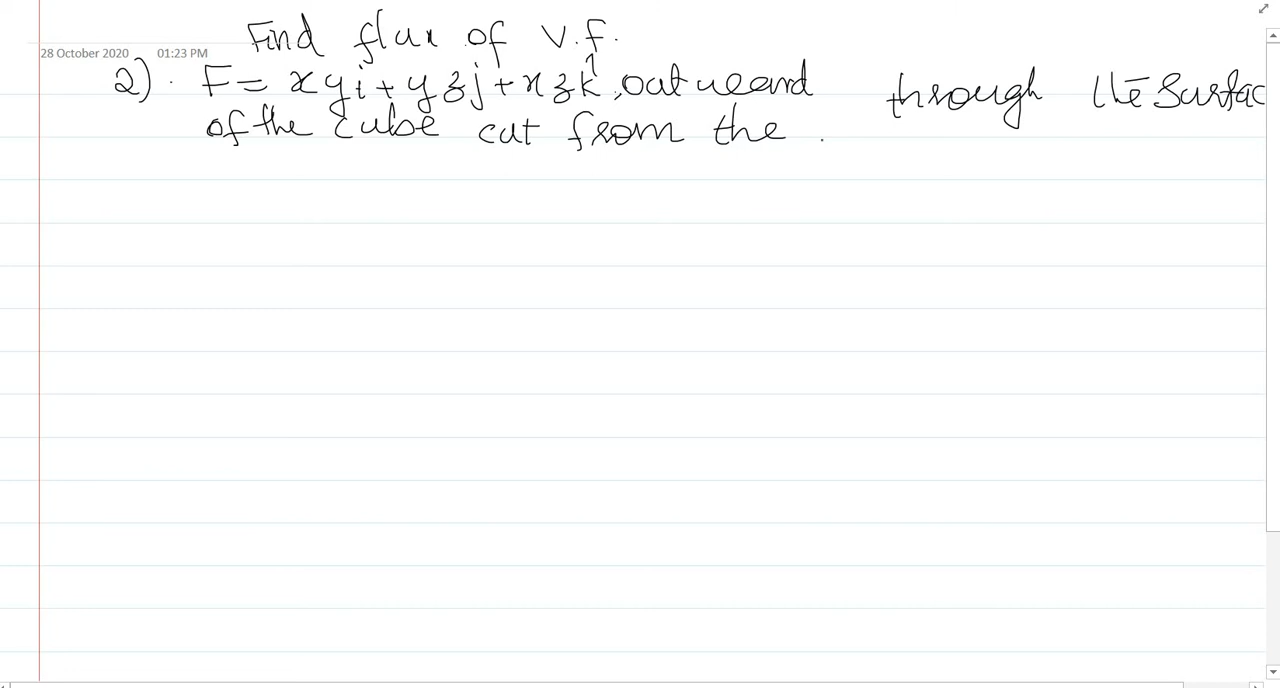 Find flux of V.F.
28 October 2020 01:23 PM
2). F = xyi + yzj + xzk̂, outward through the Surfac
of the cube cut from the .